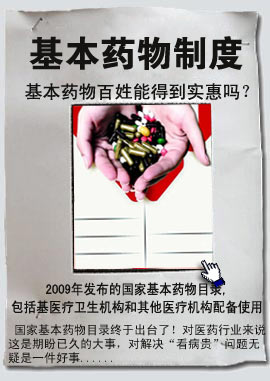 基本药物制度
基本药物百姓能得到实惠吗？
2009年发布的国家基本药物目录，
包括基医疗卫生机构和其他医疗机构配备使用
国家基本药物目录终于出台了！对医药行业来说
这是期盼已久的大事，对解决“看病贵”问题无
疑是一件好事......